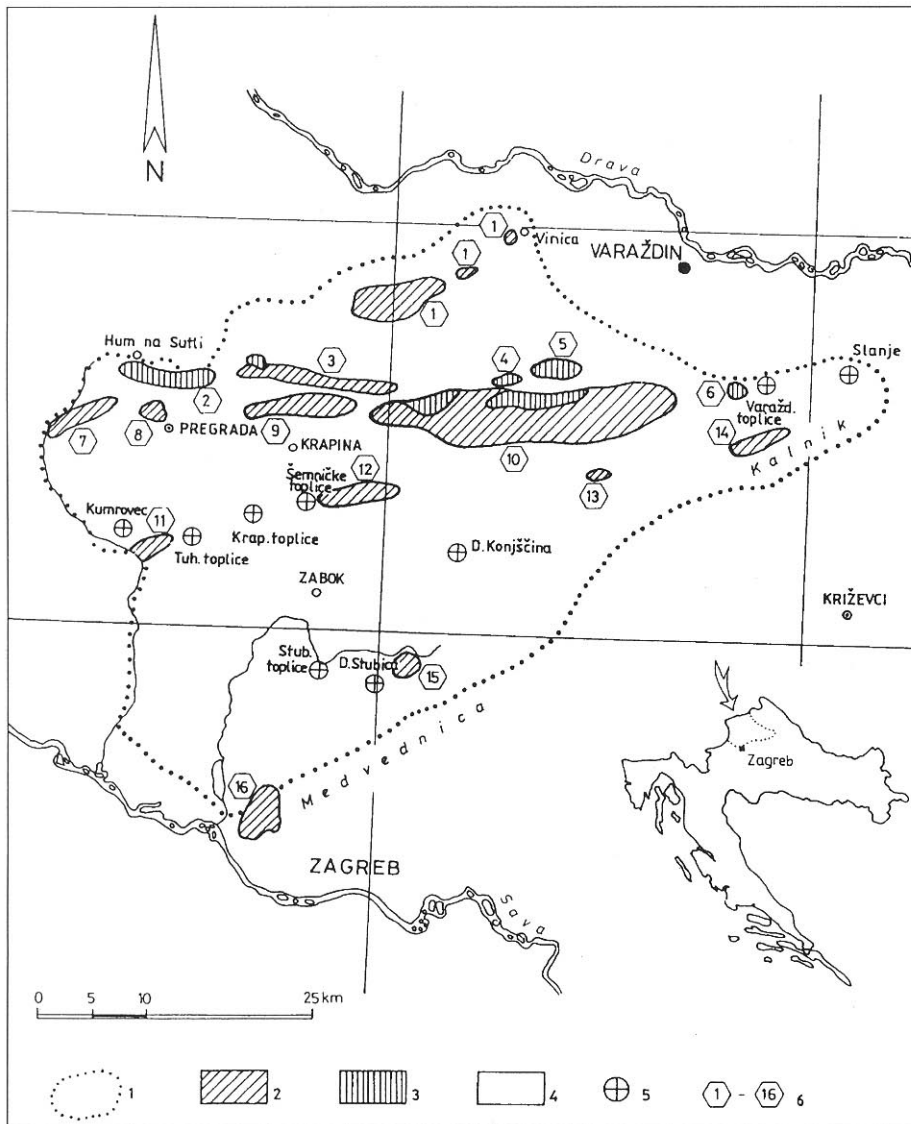 N
Drava
1
Vinica
VARAŽDIN
1
1
Hum na Sutli
3
4
5
Slanje
2
6
Varažd.
toplice
7
8
PREGRADA
9
14
Kalnik
KRAPINA
10
Šemničke
toplice
12
13
Kumrovec
11
Krap. toplice
Tuh. toplice
D. Konjščina
ZABOK
KRIŽEVCI
Stub.
toplice
D. Stubica
15
Medvednica
Zagreb
16
ZAGREB
Sava
0 5 10 25 km
1 2 3 4 5 1 - 16 6